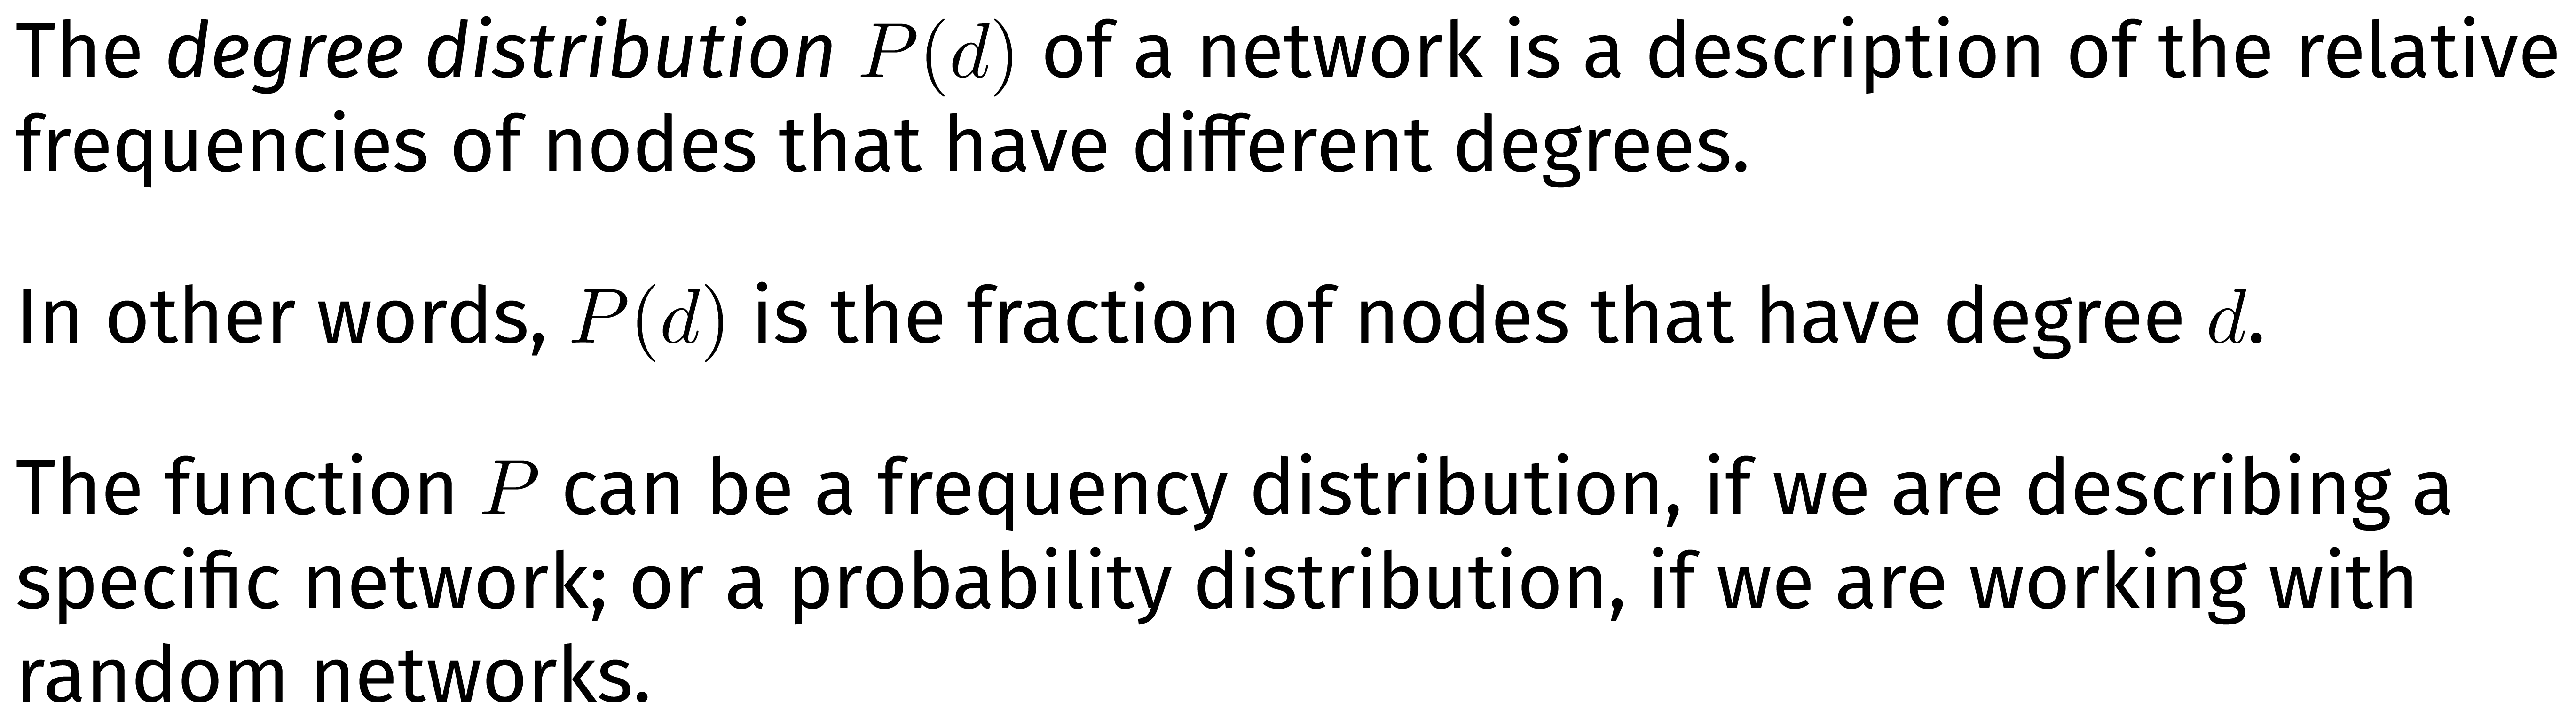 The degree distribution P(d) of a network is a description of the relative
frequencies of nodes that have different degrees.
In other words, P(d) is the fraction of nodes that have degree d.
The function P can be a frequency distribution, if we are describing a
specific network; or a probability distribution, if we are working with
random networks.